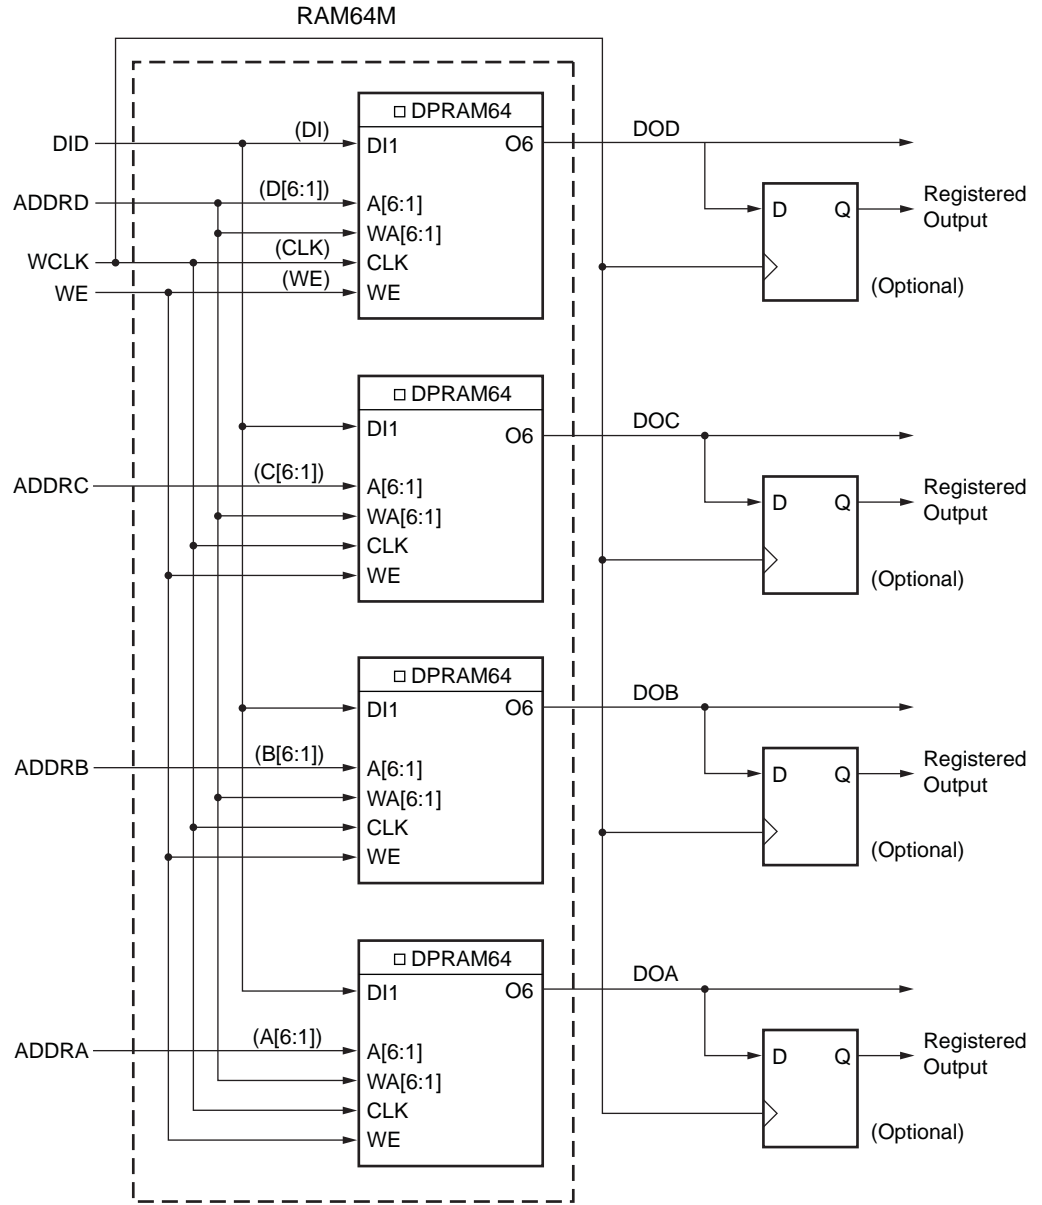 RAM64M
DPRAM64
DID
(DI)
DI1
O6
DOD
ADDRD
(D[6:1])
A[6:1]
WA[6:1]
WCLK
(CLK)
CLK
WE
(WE)
WE
D
Q
Registered
Output
(Optional)
DPRAM64
DI1
O6
DOC
ADDRC
(C[6:1])
A[6:1]
WA[6:1]
CLK
WE
D
Q
Registered
Output
(Optional)
DPRAM64
DI1
O6
DOB
ADDRB
(B[6:1])
A[6:1]
WA[6:1]
CLK
WE
D
Q
Registered
Output
(Optional)
DPRAM64
DI1
O6
DOA
ADDRA
(A[6:1])
A[6:1]
WA[6:1]
CLK
WE
D
Q
Registered
Output
(Optional)